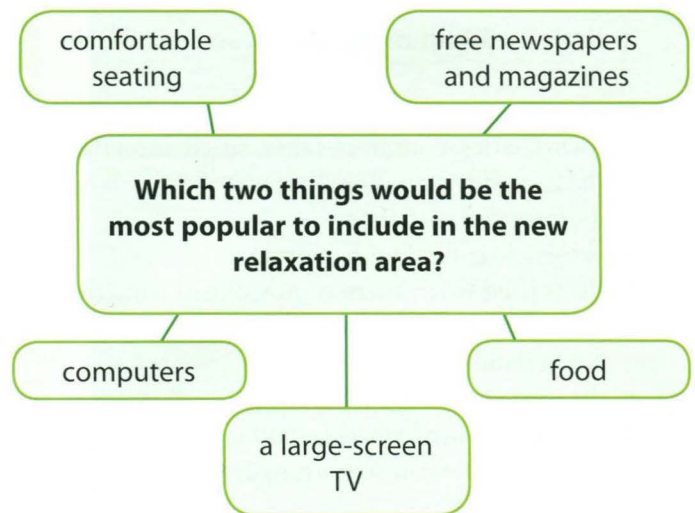 comfortable
seating
free newspapers
and magazines
Which two things would be the
most popular to include in the new
relaxation area?
computers
food
a large-screen
TV